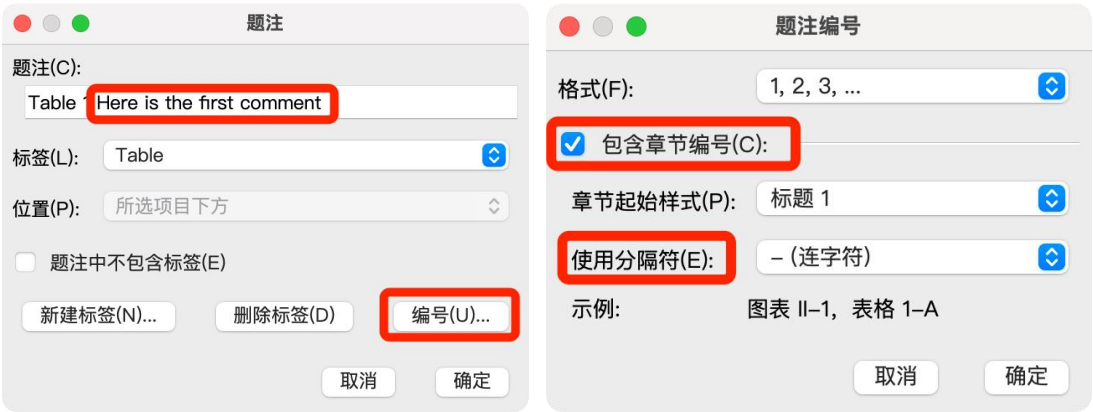 题注
题注(C):
Table 1 Here is the first comment
标签(L): Table
位置(P): 所选项目下方
题注中不包含标签(E)
新建标签(N)... 删除标签(D) 编号(U)...
取消 确定
题注编号
格式(F): 1, 2, 3, ...
包含章节编号(C):
章节起始样式(P): 标题 1
使用分隔符(E): – (连字符)
示例: 图表 II–1, 表格 1–A
取消 确定